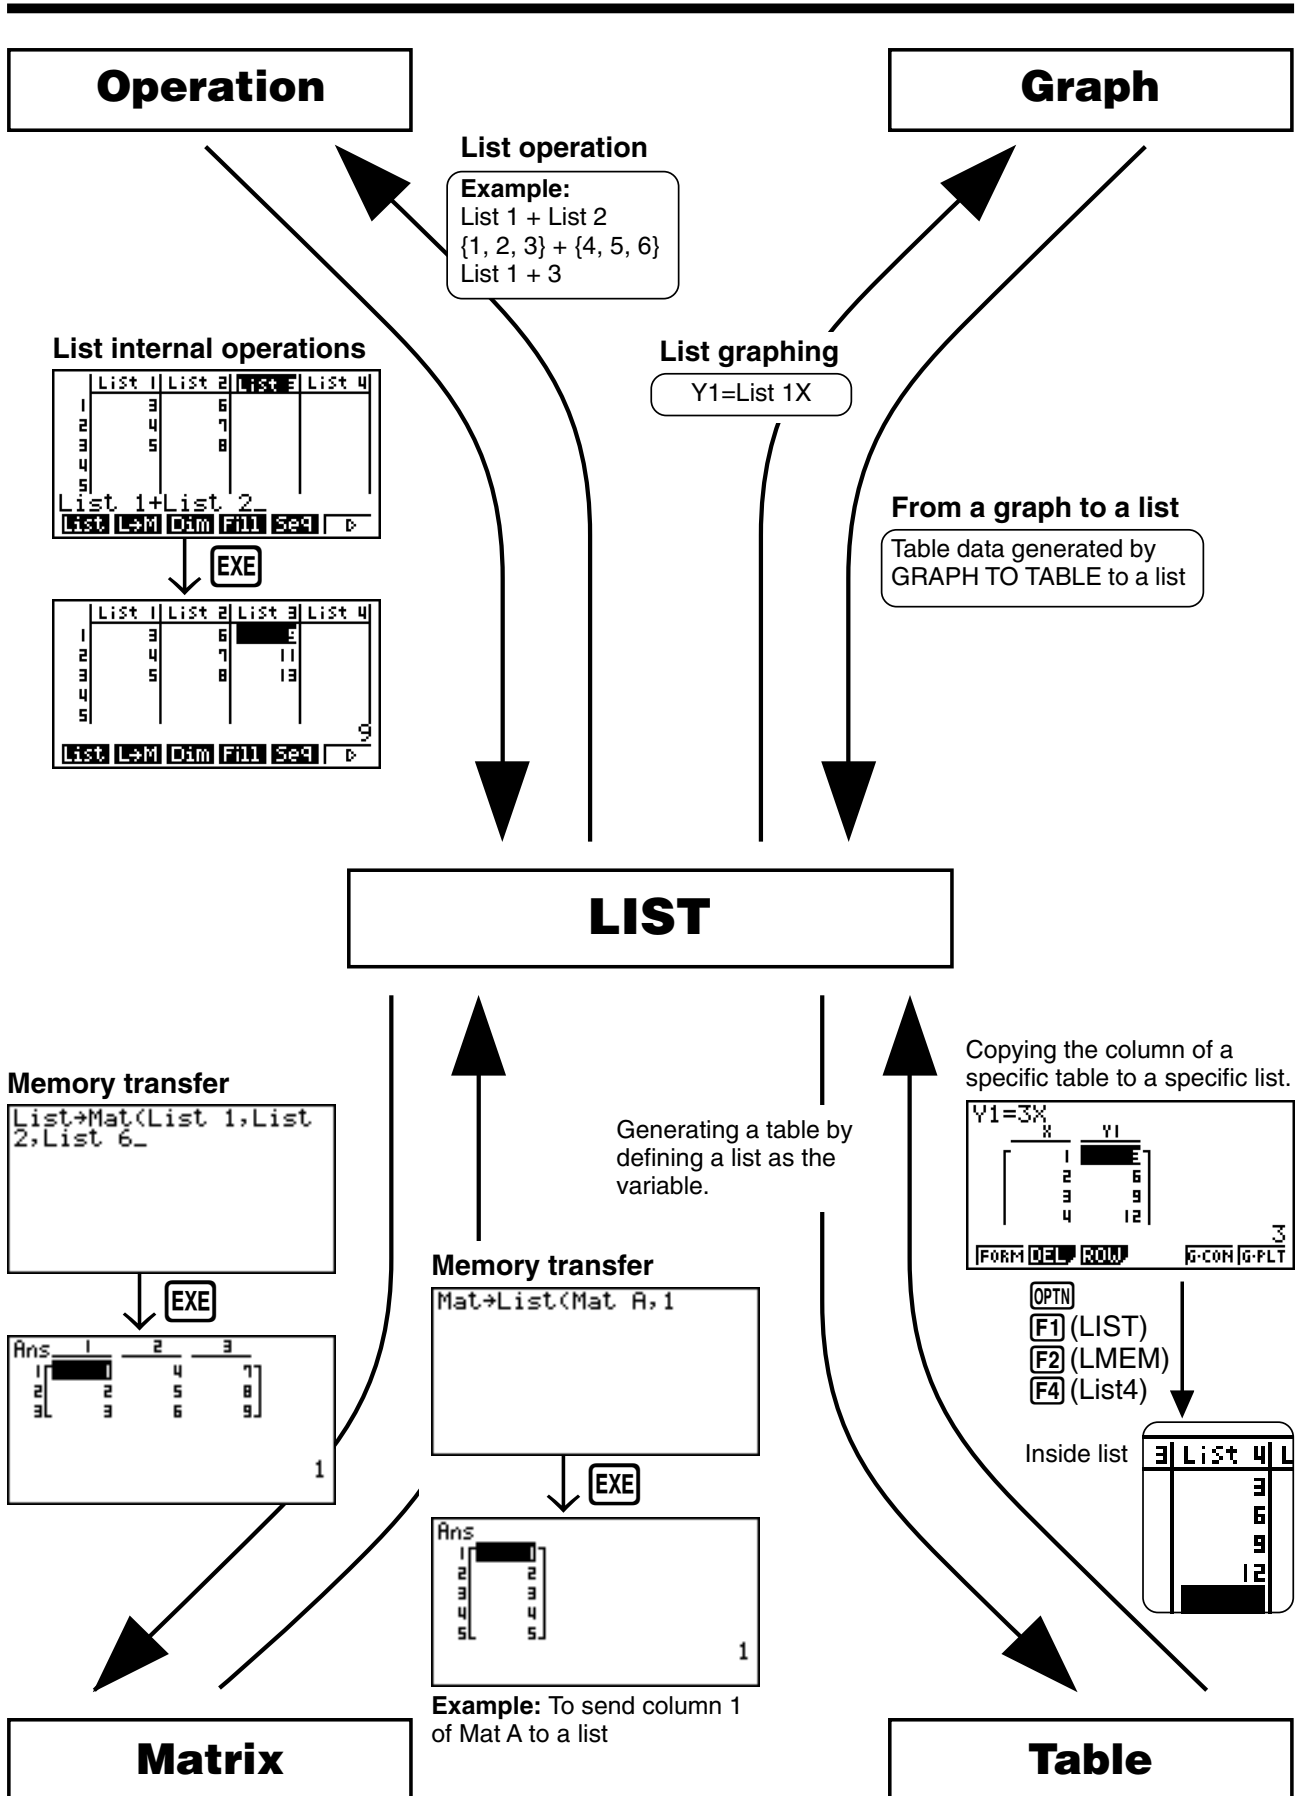 Operation
Graph
List operation
Example:
List 1 + List 2
{1, 2, 3} + {4, 5, 6}
List 1 + 3
List internal operations
List 1 List 2 List 3 List 4
1 3 6
2 4 7
3 5 8
4
5
List 1+List 2_
List L→M Dim Fill Seq ▷
EXE
List 1 List 2 List 3 List 4
1 3 6 9
2 4 7 11
3 5 8 13
4
5
9
List L→M Dim Fill Seq ▷
List graphing
Y1=List 1X
From a graph to a list
Table data generated by
GRAPH TO TABLE to a list
LIST
Memory transfer
List→Mat(List 1,List
2,List 6_
EXE
Ans 1 2 3
1 1 4 7
2 2 5 8
3 3 6 9
1
Memory transfer
Mat→List(Mat A,1
EXE
Ans
1 1
2 2
3 3
4 4
5 5
1
Example: To send column 1
of Mat A to a list
Generating a table by
defining a list as the
variable.
Copying the column of a
specific table to a specific list.
Y1=3X
X Y1
1 3
2 6
3 9
4 12
3
FORM DEL ROW G·CON G·PLT
OPTN
F1 (LIST)
F2 (LMEM)
F4 (List4)
Inside list
3 List 4 L
3
6
9
12
Matrix
Table